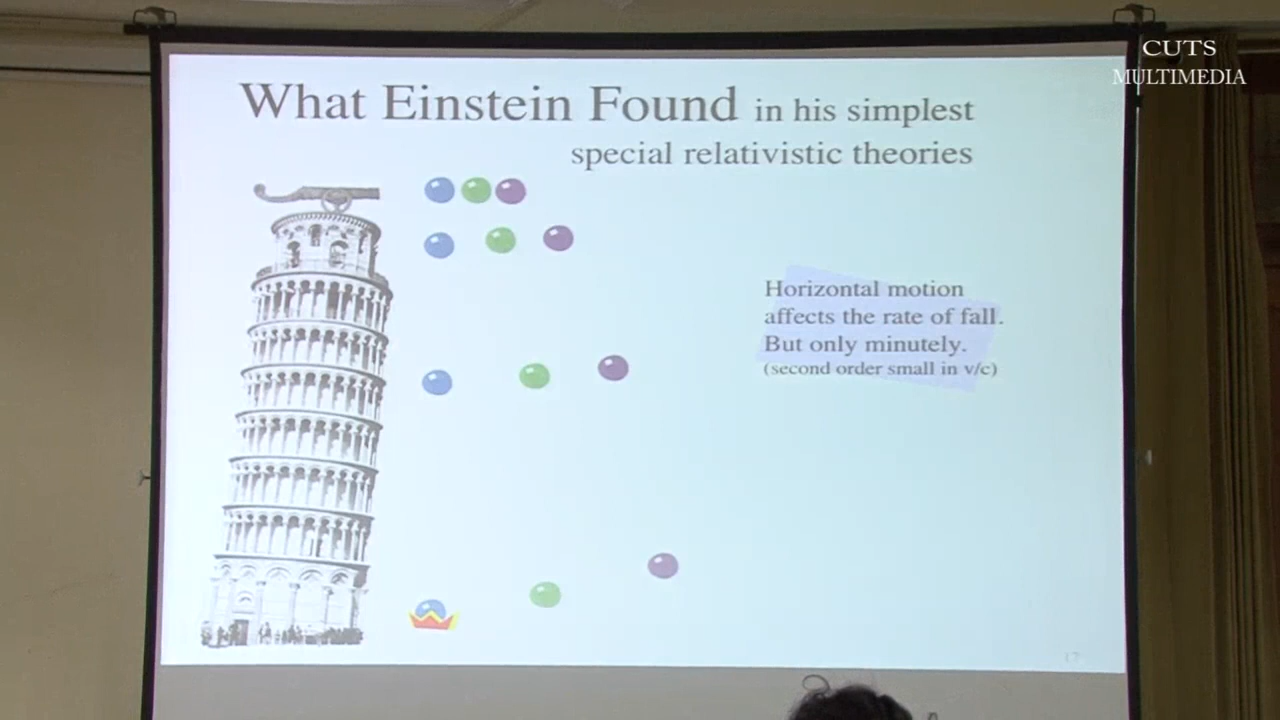 CUTS
MULTIMEDIA
What Einstein Found in his simplest
special relativistic theories
Horizontal motion
affects the rate of fall.
But only minutely.
(second order small in v/c)
17